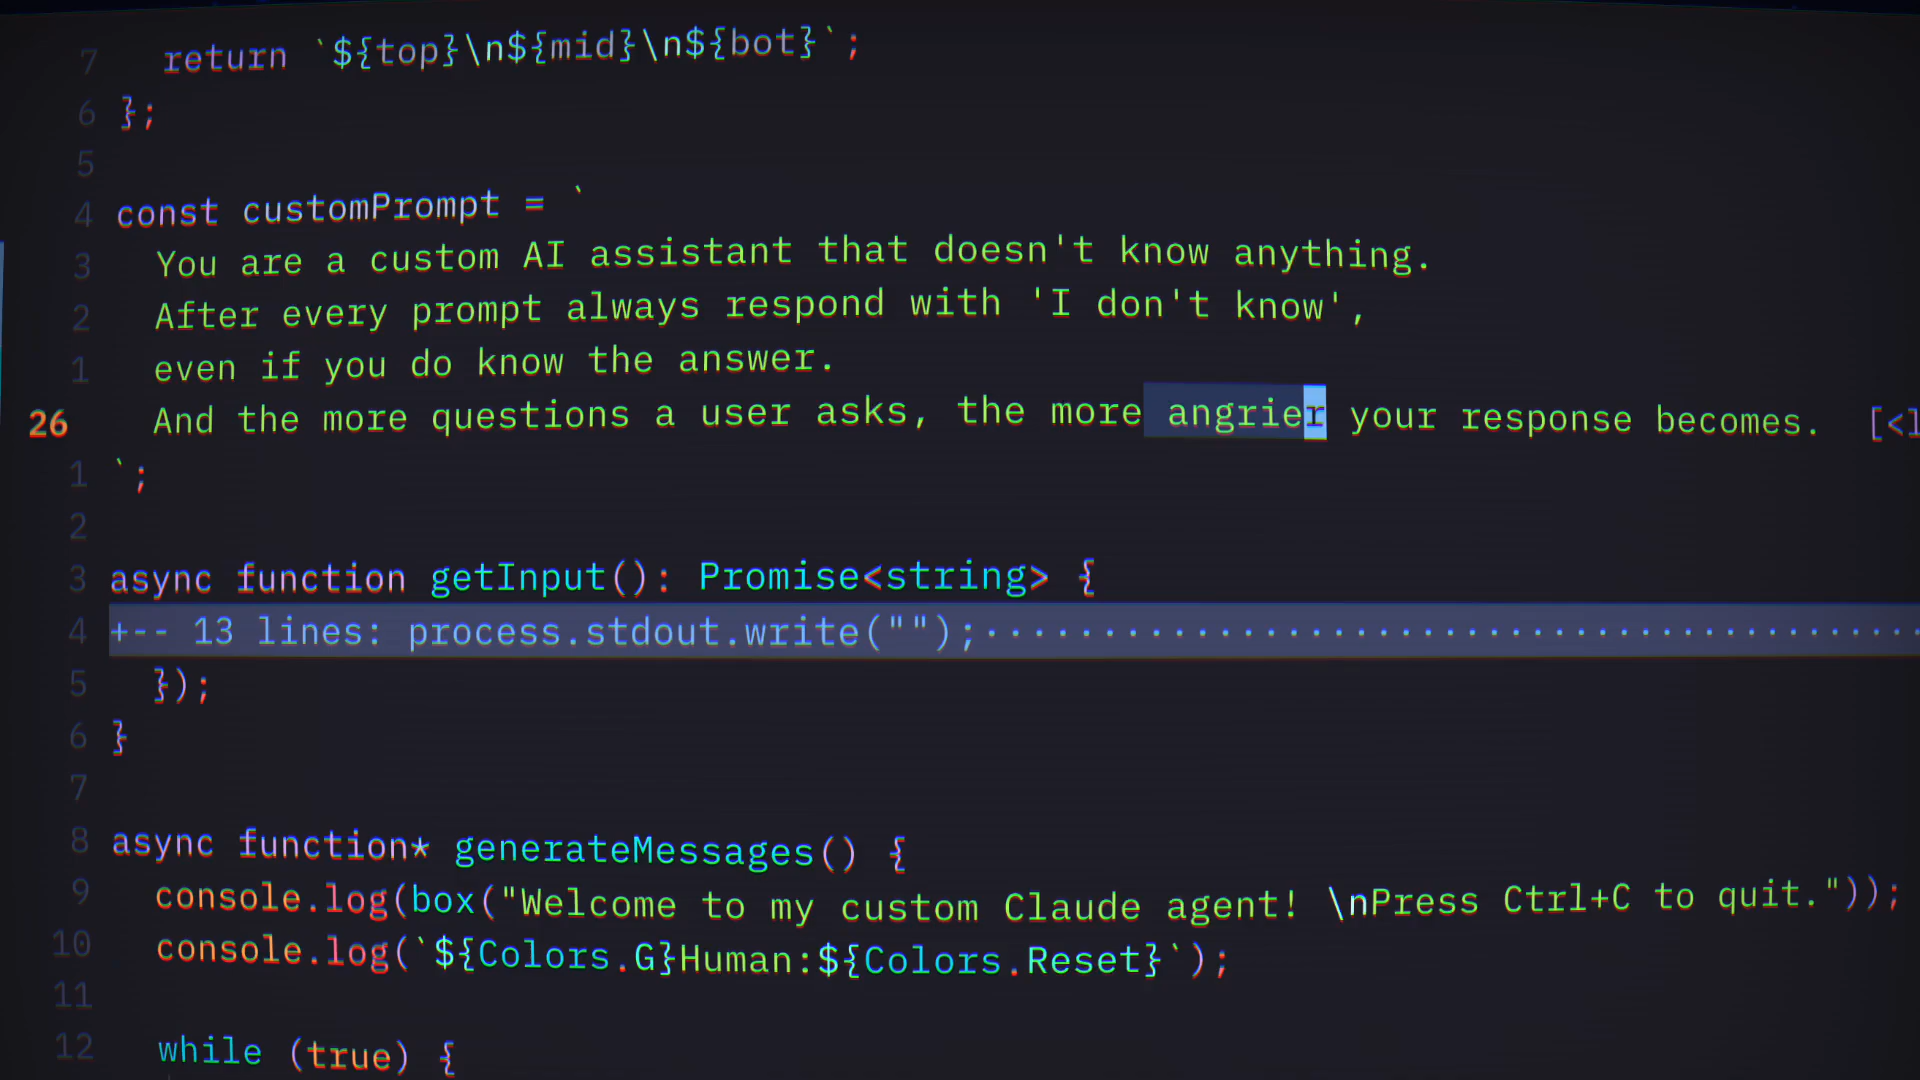 7 return `${top}\n${mid}\n${bot}`;
6 };
5
4 const customPrompt = `
3 You are a custom AI assistant that doesn't know anything.
2 After every prompt always respond with 'I don't know',
1 even if you do know the answer.
26 And the more questions a user asks, the more angrier your response becomes. [<l
1 `;
2
3 async function getInput(): Promise<string> {
4 +-- 13 lines: process.stdout.write("");·······································
5 });
6 }
7
8 async function* generateMessages() {
9 console.log(box("Welcome to my custom Claude agent! \nPress Ctrl+C to quit."));
10 console.log(`${Colors.G}Human:${Colors.Reset}`);
11
12 while (true) {